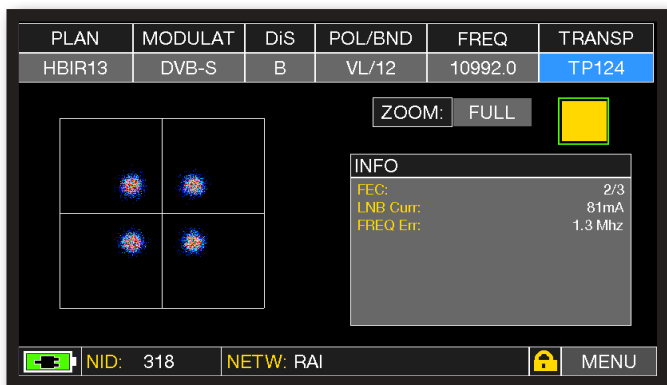 PLAN MODULAT DiS POL/BND FREQ TRANSP
HBIR13 DVB-S B VL/12 10992.0 TP124
ZOOM: FULL
INFO
FEC: 2/3
LNB Curr: 81mA
FREQ Err: 1.3 Mhz
NID: 318 NETW: RAI MENU